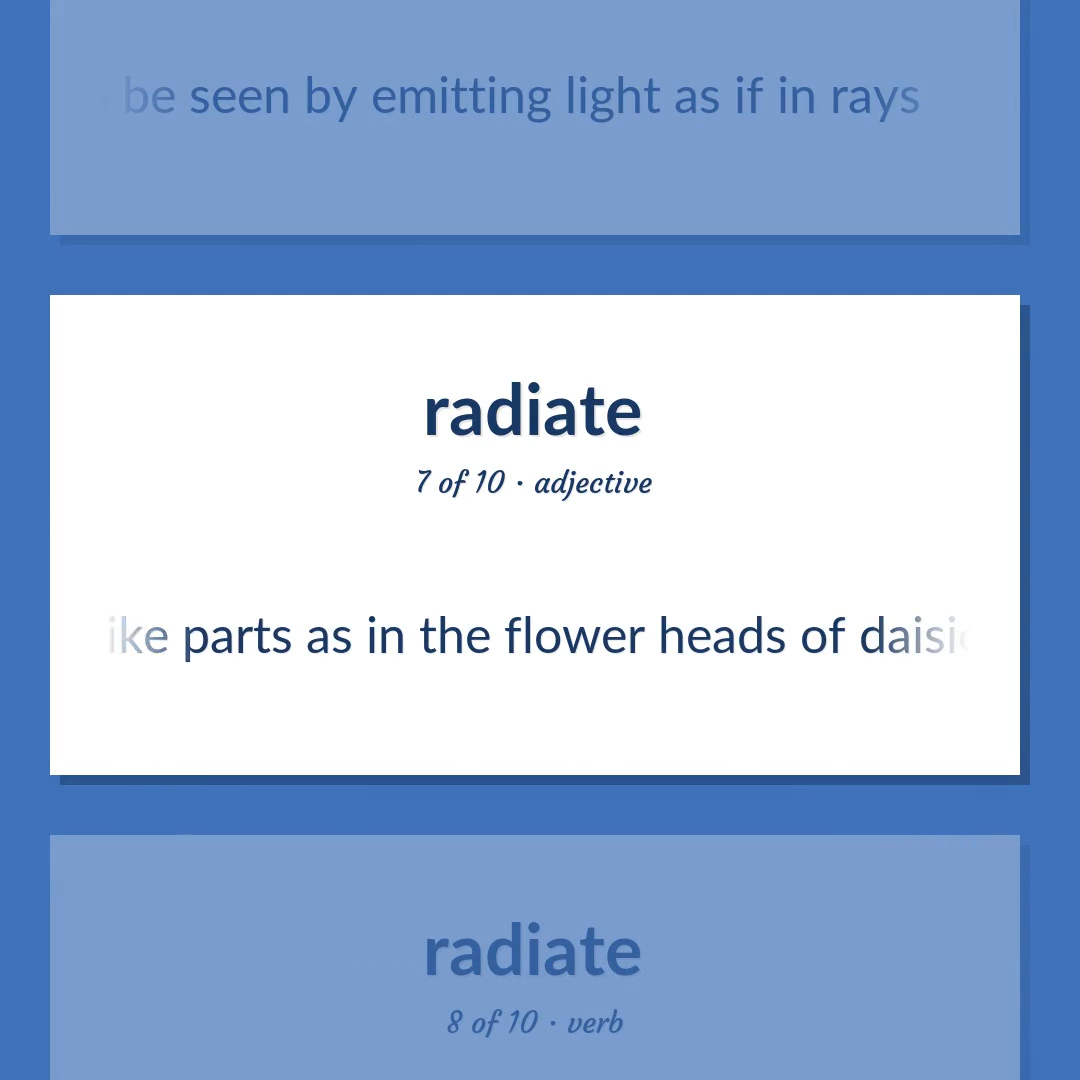 be seen by emitting light as if in rays
radiate
7 of 10 · adjective
parts as in the flower heads of
radiate
8 of 10 · verb